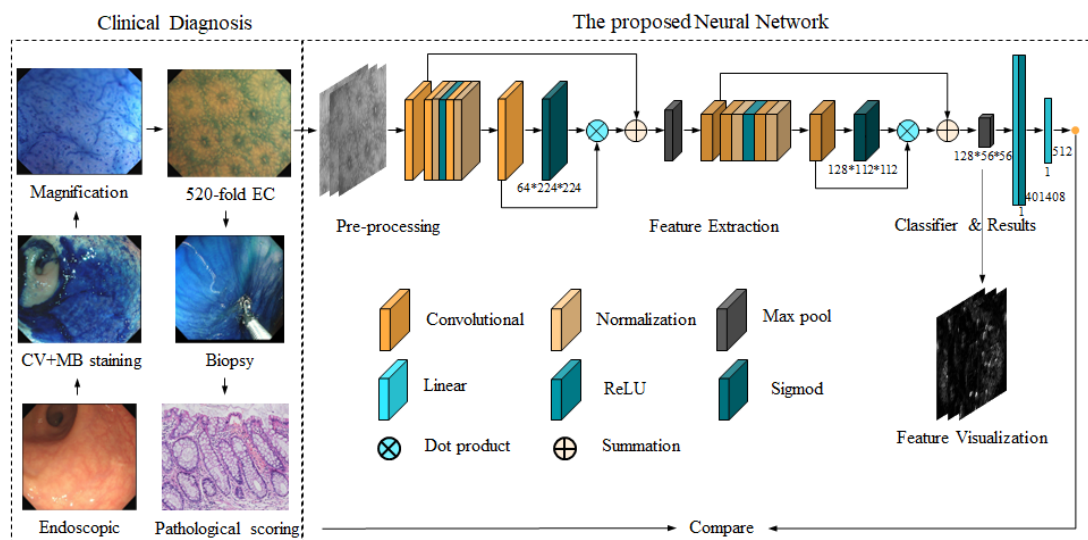 Clinical Diagnosis
The proposed Neural Network
Magnification
520-fold EC
CV+MB staining
Biopsy
Endoscopic
Pathological scoring
Pre-processing
64*224*224
Feature Extraction
128*112*112
128*56*56
401408
1
512
1
Classifier & Results
Convolutional
Normalization
Max pool
Linear
ReLU
Sigmod
Dot product
Summation
Feature Visualization
Compare